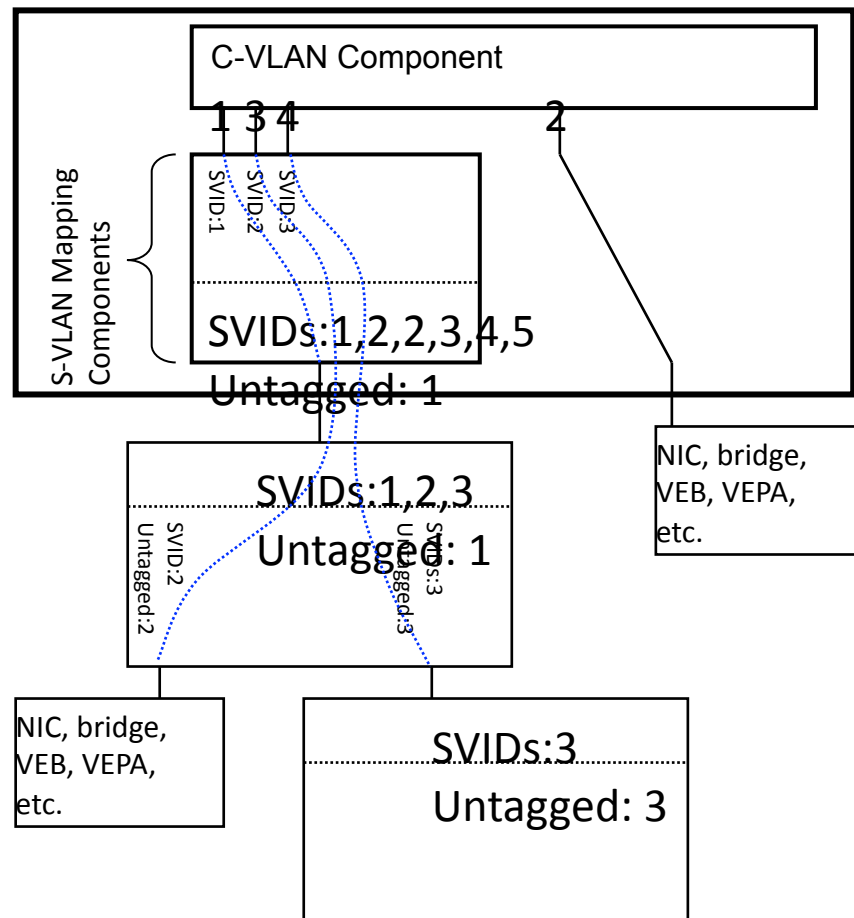 C-VLAN Component
1 3 4 2
S-VLAN Mapping
Components
SVID:1
SVID:2
SVID:3
SVIDs:1,2,2,3,4,5
Untagged: 1
NIC, bridge,
VEB, VEPA,
etc.
SVIDs:1,2,3
Untagged: 1
SVID:2
Untagged:2
SVIDs:3
Untagged:3
NIC, bridge,
VEB, VEPA,
etc.
SVIDs:3
Untagged: 3